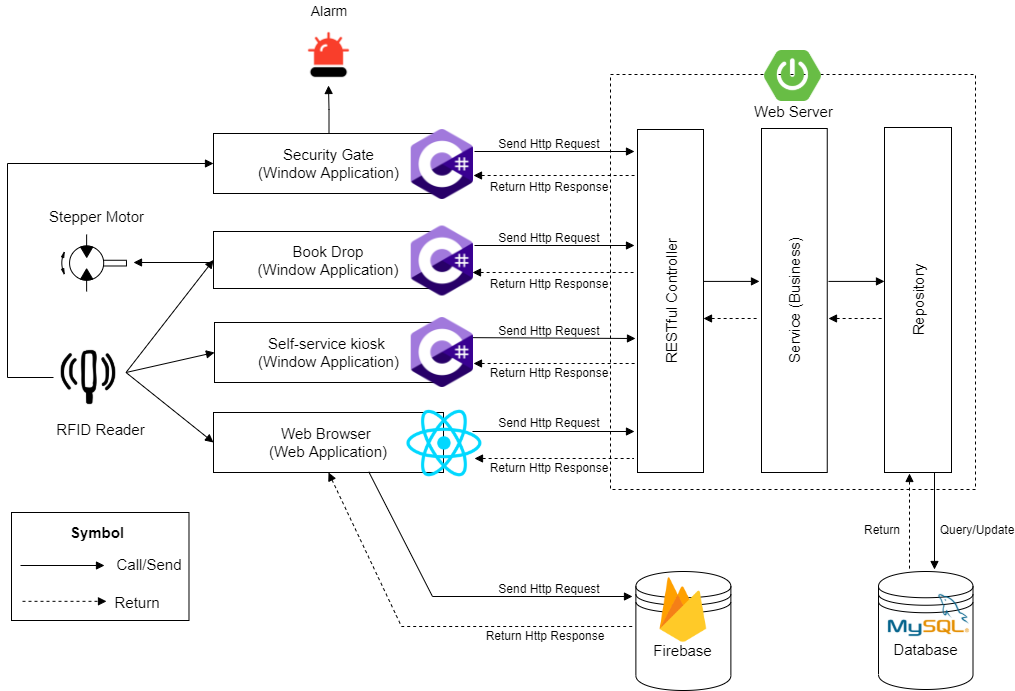 Alarm
Web Server
Security Gate
(Window Application)
C#
Send Http Request
Return Http Response
Stepper Motor
Book Drop
(Window Application)
C#
Send Http Request
Return Http Response
Self-service kiosk
(Window Application)
C#
Send Http Request
Return Http Response
RFID Reader
Web Browser
(Web Application)
Send Http Request
Return Http Response
RESTful Controller
Service (Business)
Repository
Symbol
Call/Send
Return
Return
Query/Update
Send Http Request
Return Http Response
Firebase
MySQL®
Database